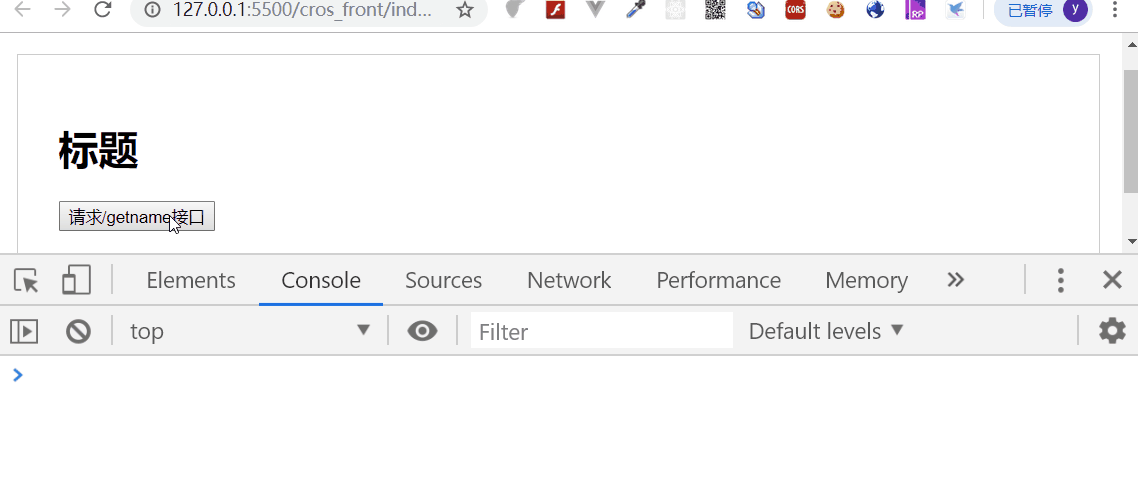 127.0.0.1:5500/cros_front/ind...
CORS
RP
已暂停
y
标题
请求/getname接口
Elements Console Sources Network Performance Memory
top Filter Default levels